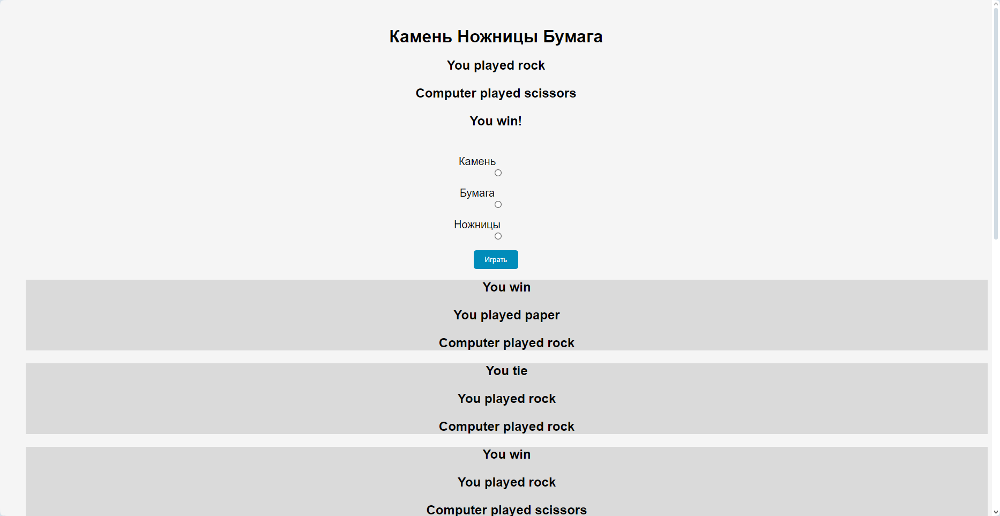 Камень Ножницы Бумага
You played rock
Computer played scissors
You win!
Камень
Бумага
Ножницы
Играть
You win
You played paper
Computer played rock
You tie
You played rock
Computer played rock
You win
You played rock
Computer played scissors